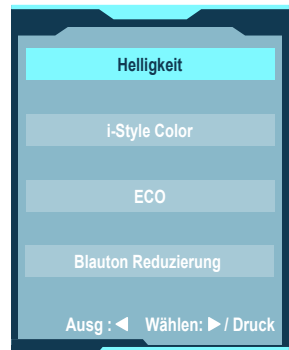 Helligkeit
i-Style Color
ECO
Blauton Reduzierung
Ausg : ◀ Wählen: ▶ / Druck